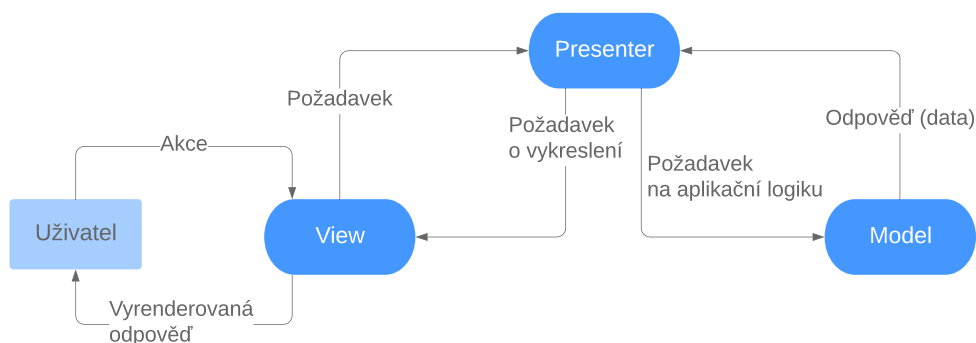 Presenter
Požadavek
Odpověď (data)
Požadavek
o vykreslení
Akce
Požadavek
na aplikační logiku
Uživatel
View
Model
Vyrenderovaná
odpověď